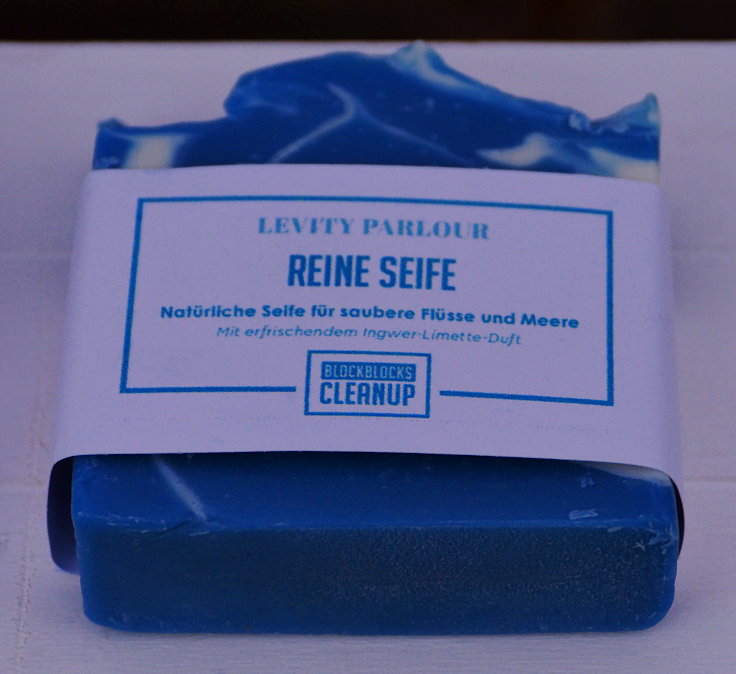 LEVITY PARLOUR
REINE SEIFE
Natürliche Seife für saubere Flüsse und Meere
Mit erfrischendem Ingwer-Limette-Duft
BLOCKBLOCKS
CLEANUP